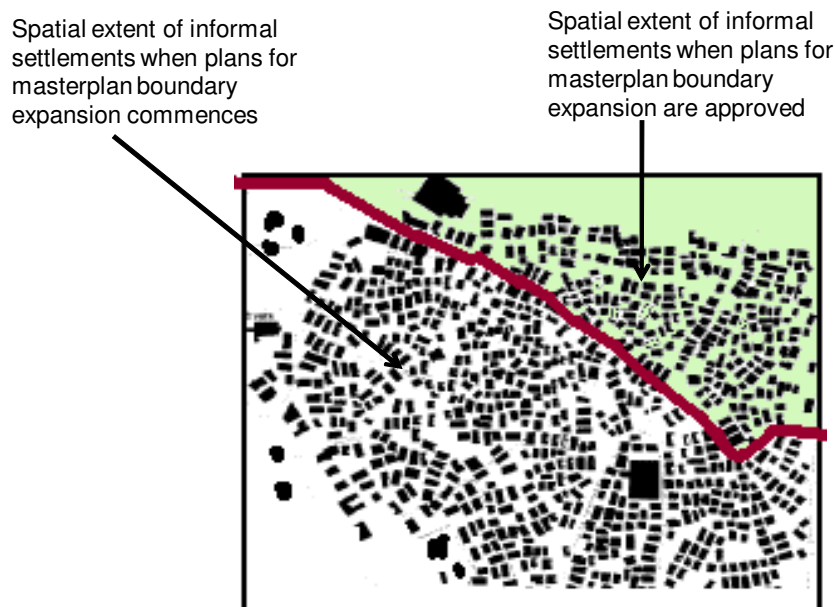 Spatial extent of informal
settlements when plans for
masterplan boundary
expansion commences
Spatial extent of informal
settlements when plans for
masterplan boundary
expansion are approved